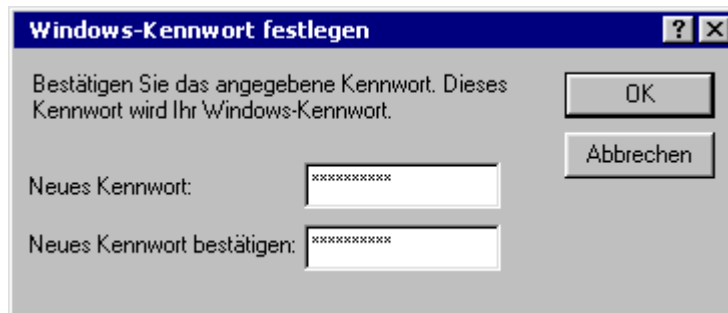 Windows-Kennwort festlegen
Bestätigen Sie das angegebene Kennwort. Dieses
Kennwort wird Ihr Windows-Kennwort.
OK
Abbrechen
Neues Kennwort: **********
Neues Kennwort bestätigen: **********